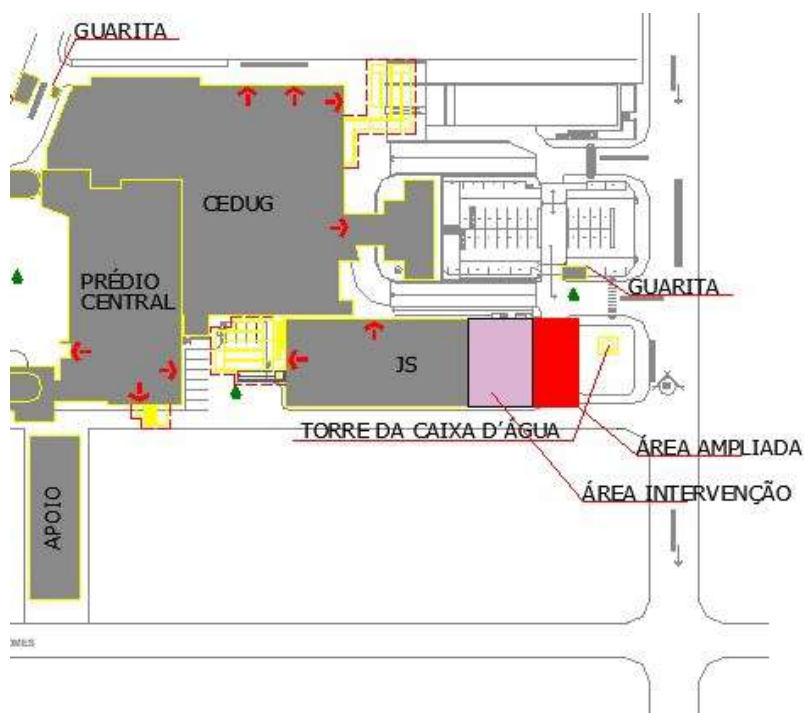 GUARITA
CEDUG
PRÉDIO
CENTRAL
GUARITA
JS
TORRE DA CAIXA D'ÁGUA
ÁREA AMPLIADA
ÁREA INTERVENÇÃO
APOIO